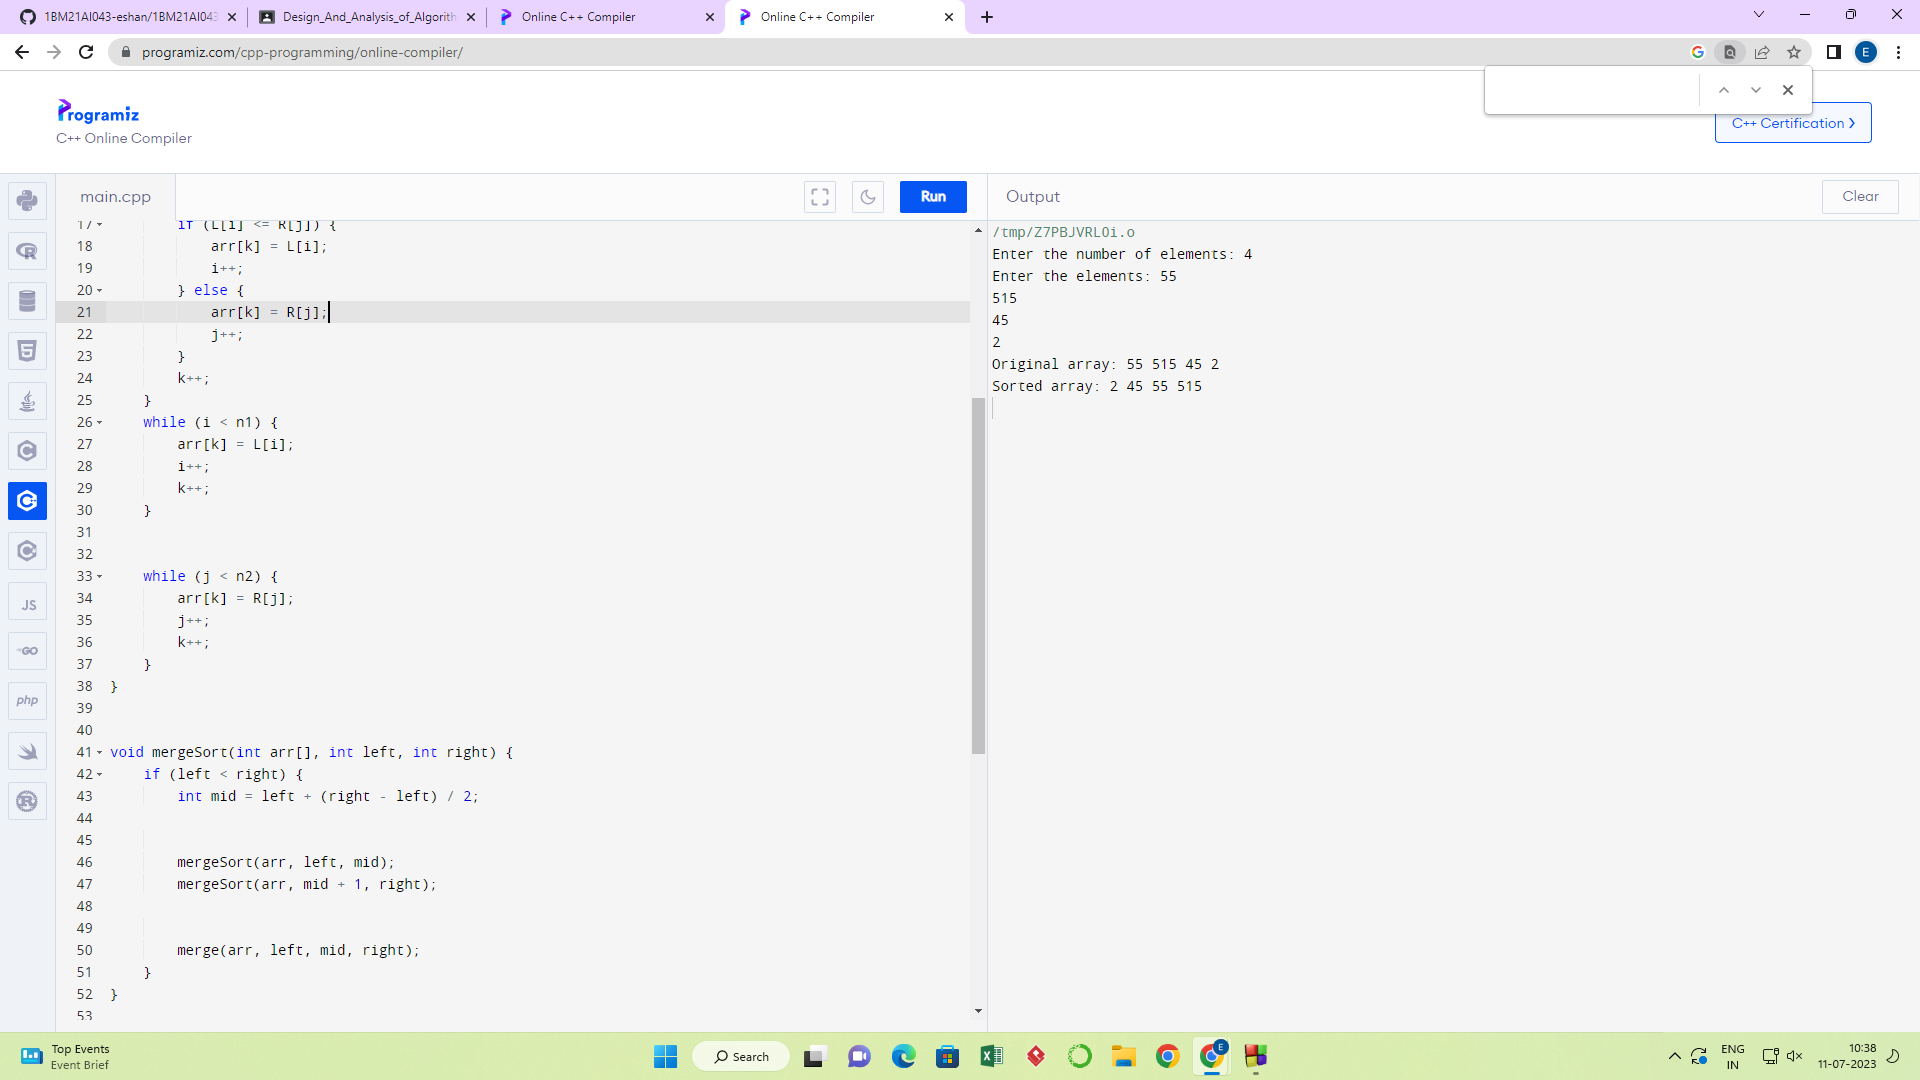 1BM21AI043-eshan/1BM21AI043
Design_And_Analysis_of_Algorith
Online C++ Compiler
Online C++ Compiler
programiz.com/cpp-programming/online-compiler/
E
Programiz
C++ Online Compiler
C++ Certification ❯
main.cpp
Run
Output
Clear
17 if (L[i] <= R[j]) {
18 arr[k] = L[i];
19 i++;
20 } else {
21 arr[k] = R[j];
22 j++;
23 }
24 k++;
25 }
26 while (i < n1) {
27 arr[k] = L[i];
28 i++;
29 k++;
30 }
31
32
33 while (j < n2) {
34 arr[k] = R[j];
35 j++;
36 k++;
37 }
38 }
39
40
41 void mergeSort(int arr[], int left, int right) {
42 if (left < right) {
43 int mid = left + (right - left) / 2;
44
45
46 mergeSort(arr, left, mid);
47 mergeSort(arr, mid + 1, right);
48
49
50 merge(arr, left, mid, right);
51 }
52 }
53
/tmp/Z7PBJVRLOi.o
Enter the number of elements: 4
Enter the elements: 55
515
45
2
Original array: 55 515 45 2
Sorted array: 2 45 55 515
JS
GO
php
Top Events
Event Brief
Search
E
ENG
IN
10:38
11-07-2023